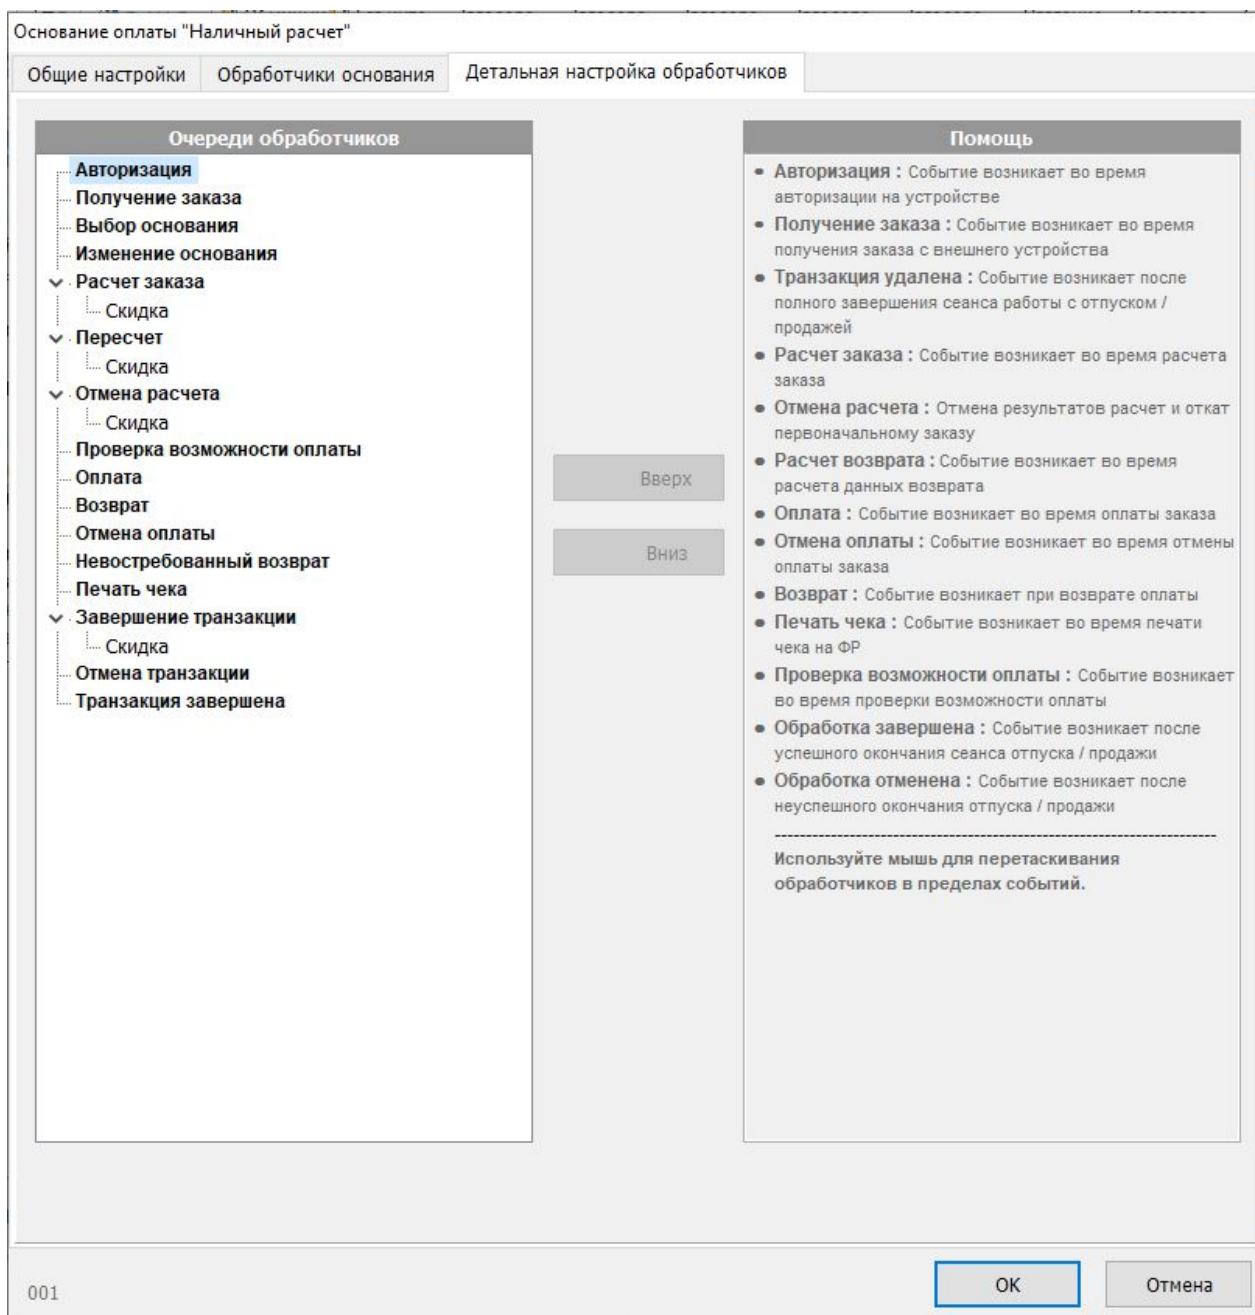 Основание оплаты "Наличный расчет"
Общие настройки
Обработчики основания
Детальная настройка обработчиков
Очереди обработчиков
Авторизация
Получение заказа
Выбор основания
Изменение основания
Расчет заказа
Скидка
Пересчет
Скидка
Отмена расчета
Скидка
Проверка возможности оплаты
Оплата
Возврат
Отмена оплаты
Невостребованный возврат
Печать чека
Завершение транзакции
Скидка
Отмена транзакции
Транзакция завершена
Вверх
Вниз
Помощь
• Авторизация : Событие возникает во время
авторизации на устройстве
• Получение заказа : Событие возникает во время
получения заказа с внешнего устройства
• Транзакция удалена : Событие возникает после
полного завершения сеанса работы с отпуском /
продажей
• Расчет заказа : Событие возникает во время расчета
заказа
• Отмена расчета : Отмена результатов расчет и откат
первоначальному заказу
• Расчет возврата : Событие возникает во время
расчета данных возврата
• Оплата : Событие возникает во время оплаты заказа
• Отмена оплаты : Событие возникает во время отмены
оплаты заказа
• Возврат : Событие возникает при возврате оплаты
• Печать чека : Событие возникает во время печати
чека на ФР
• Проверка возможности оплаты : Событие возникает
во время проверки возможности оплаты
• Обработка завершена : Событие возникает после
успешного окончания сеанса отпуска / продажи
• Обработка отменена : Событие возникает после
неуспешного окончания отпуска / продажи
Используйте мышь для перетаскивания
обработчиков в пределах событий.
001
OK
Отмена